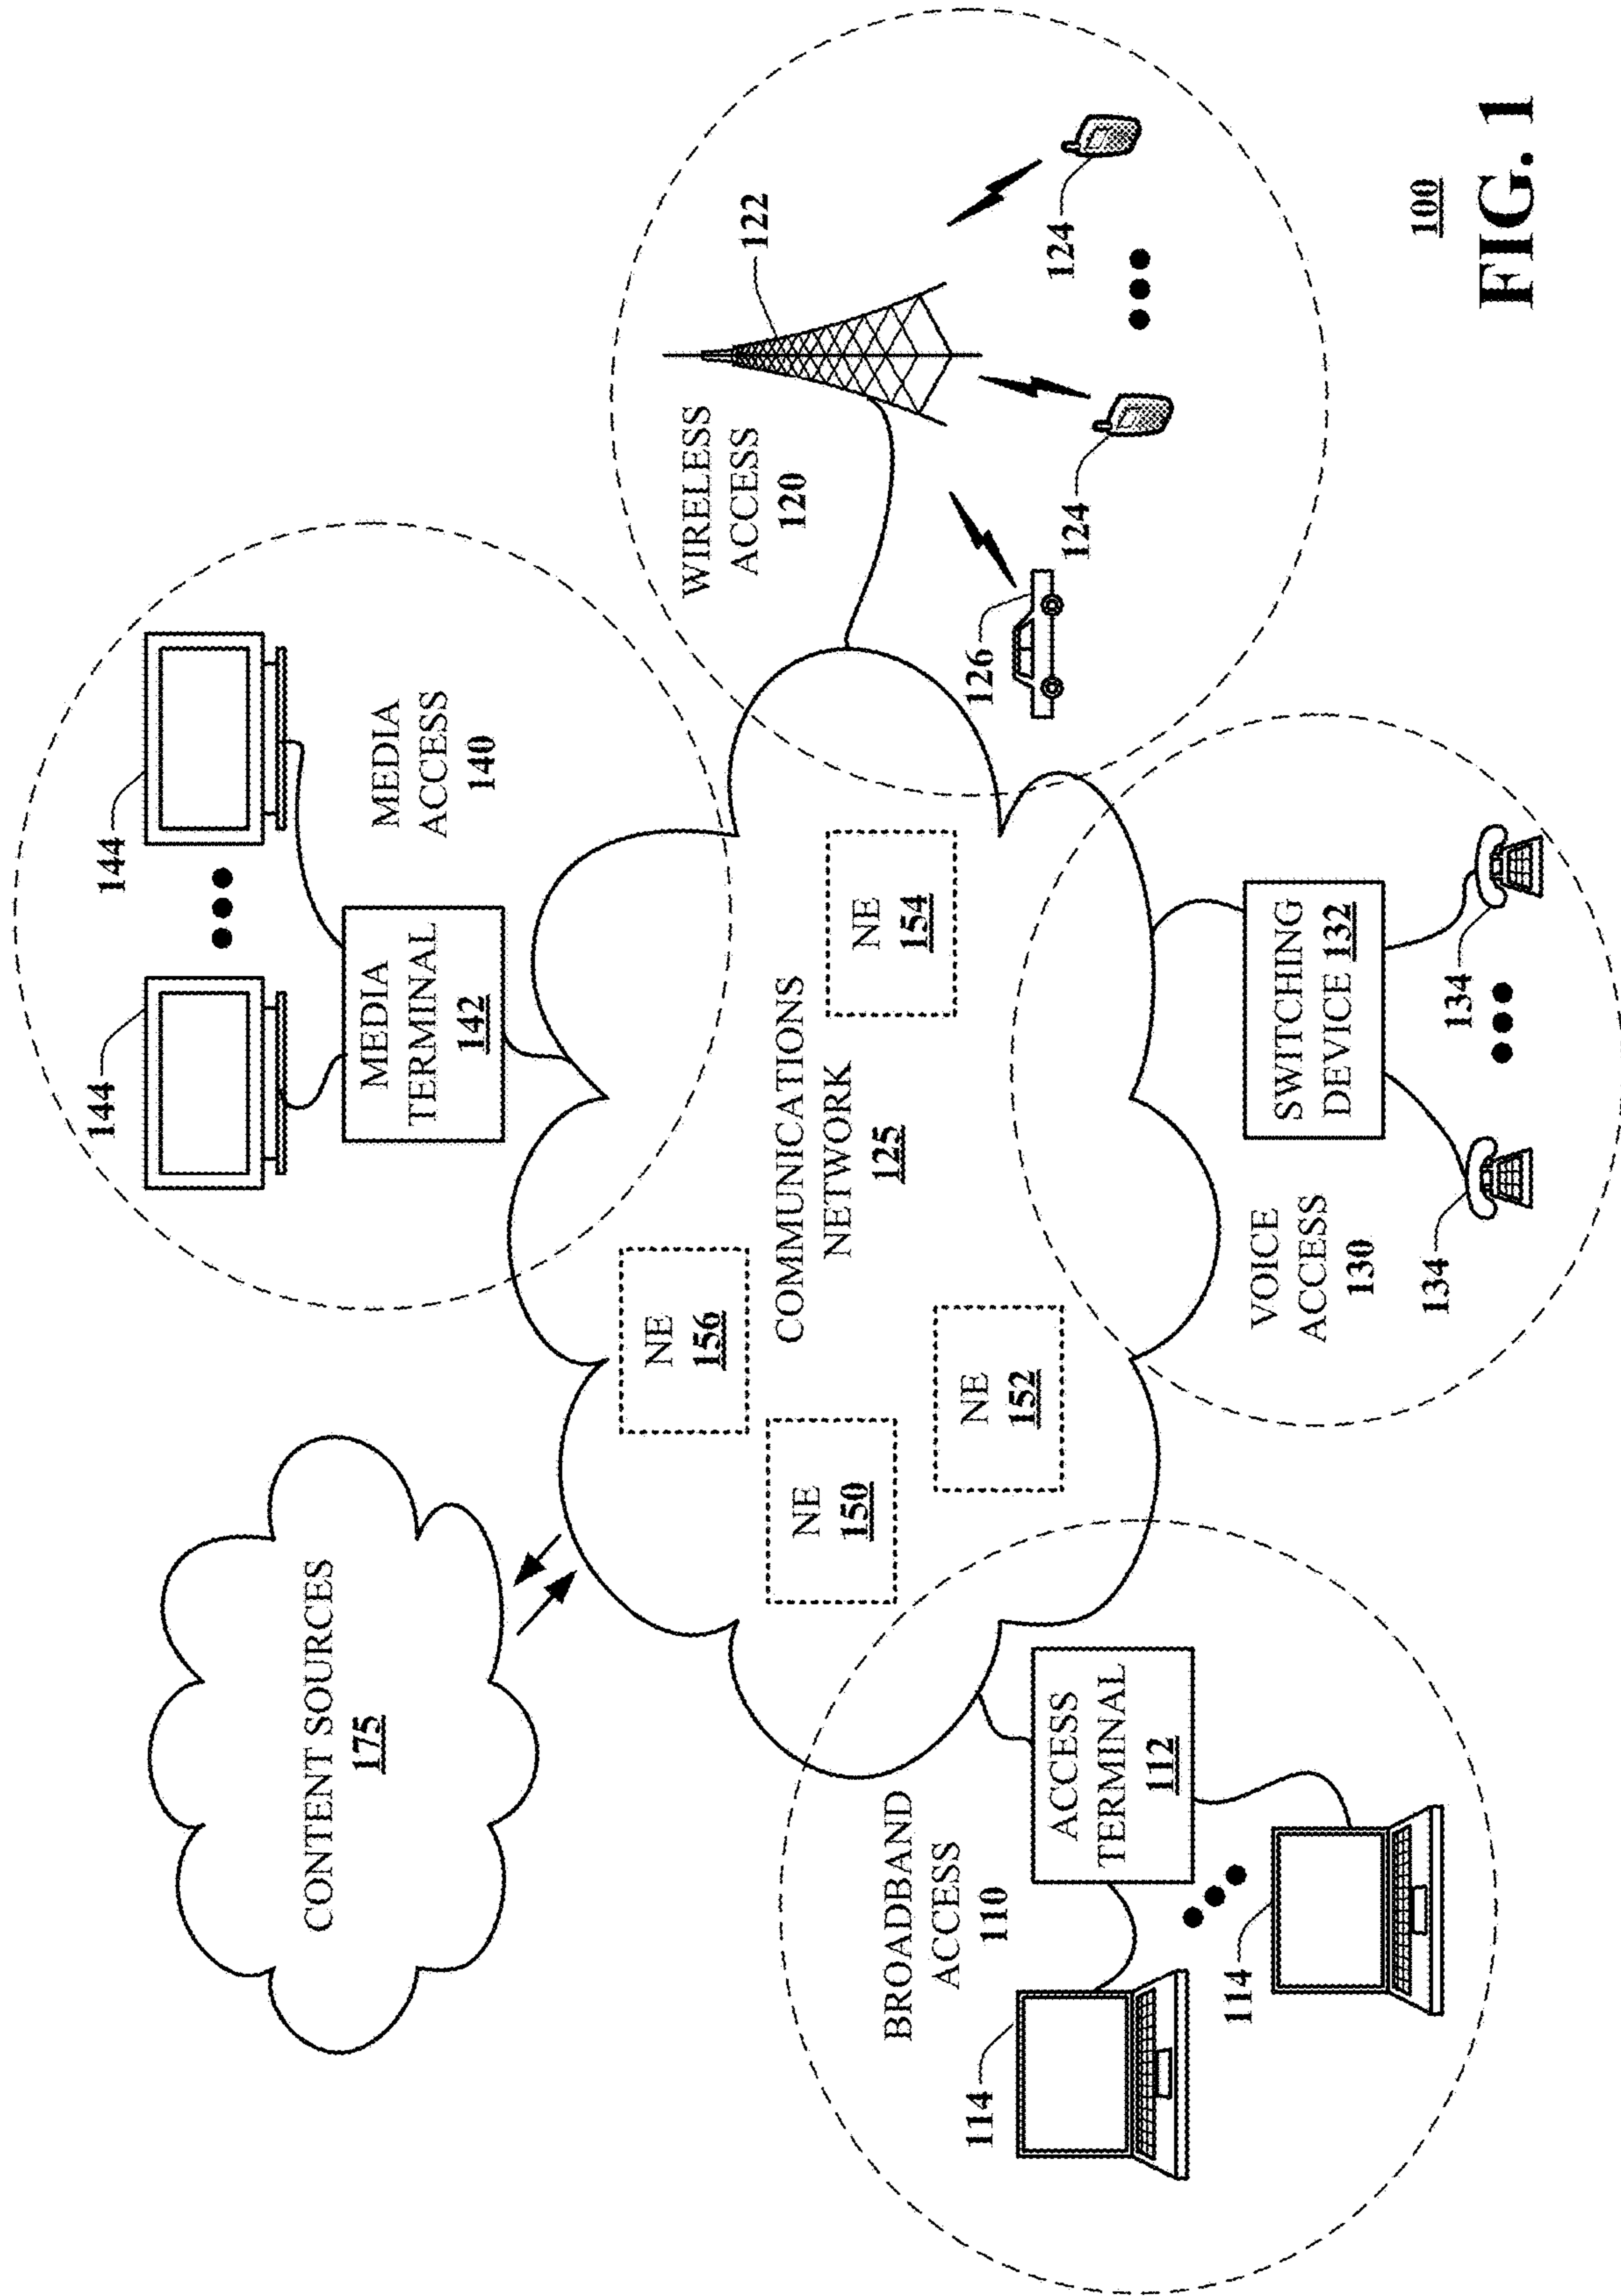 CONTENT SOURCES
175
144
144
MEDIA
TERMINAL
142
MEDIA
ACCESS
140
WIRELESS
ACCESS
120
122
124
124
126
NE
156
NE
150
NE
152
NE
154
COMMUNICATIONS
NETWORK
125
BROADBAND
ACCESS
110
ACCESS
TERMINAL
112
114
114
VOICE
ACCESS
130
SWITCHING
DEVICE 132
134
134
100
FIG. 1